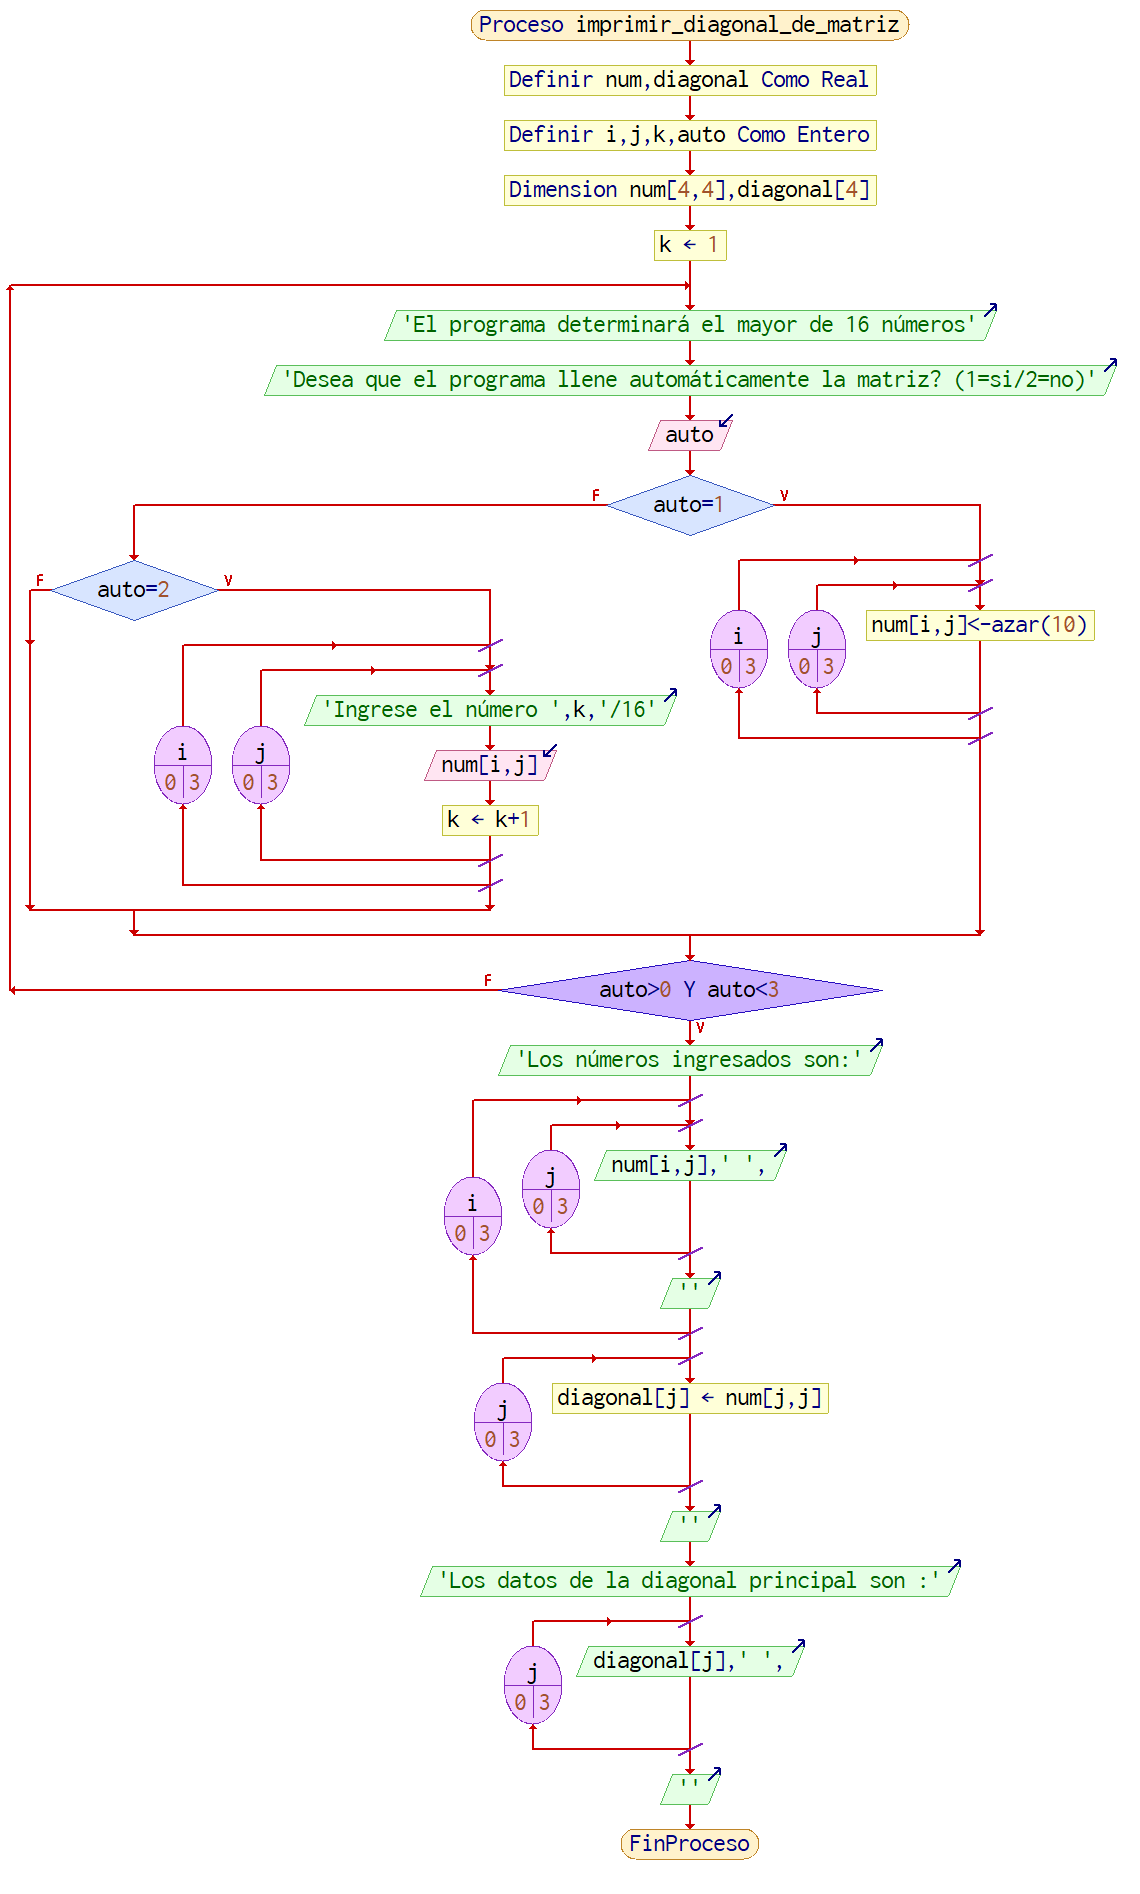 Proceso imprimir_diagonal_de_matriz
Definir num,diagonal Como Real
Definir i,j,k,auto Como Entero
Dimension num[4,4],diagonal[4]
k ← 1
'El programa determinará el mayor de 16 números'
'Desea que el programa llene automáticamente la matriz? (1=si/2=no)'
auto
F auto=1 V
F auto=2 V
i
0 3
j
0 3
num[i,j]<-azar(10)
'Ingrese el número ',k,'/16'
i
0 3
j
0 3
num[i,j]
k ← k+1
F auto>0 Y auto<3
V
'Los números ingresados son:'
i
0 3
j
0 3
num[i,j],' ',
''
j
0 3
diagonal[j] ← num[j,j]
''
'Los datos de la diagonal principal son :'
j
0 3
diagonal[j],' ',
''
FinProceso